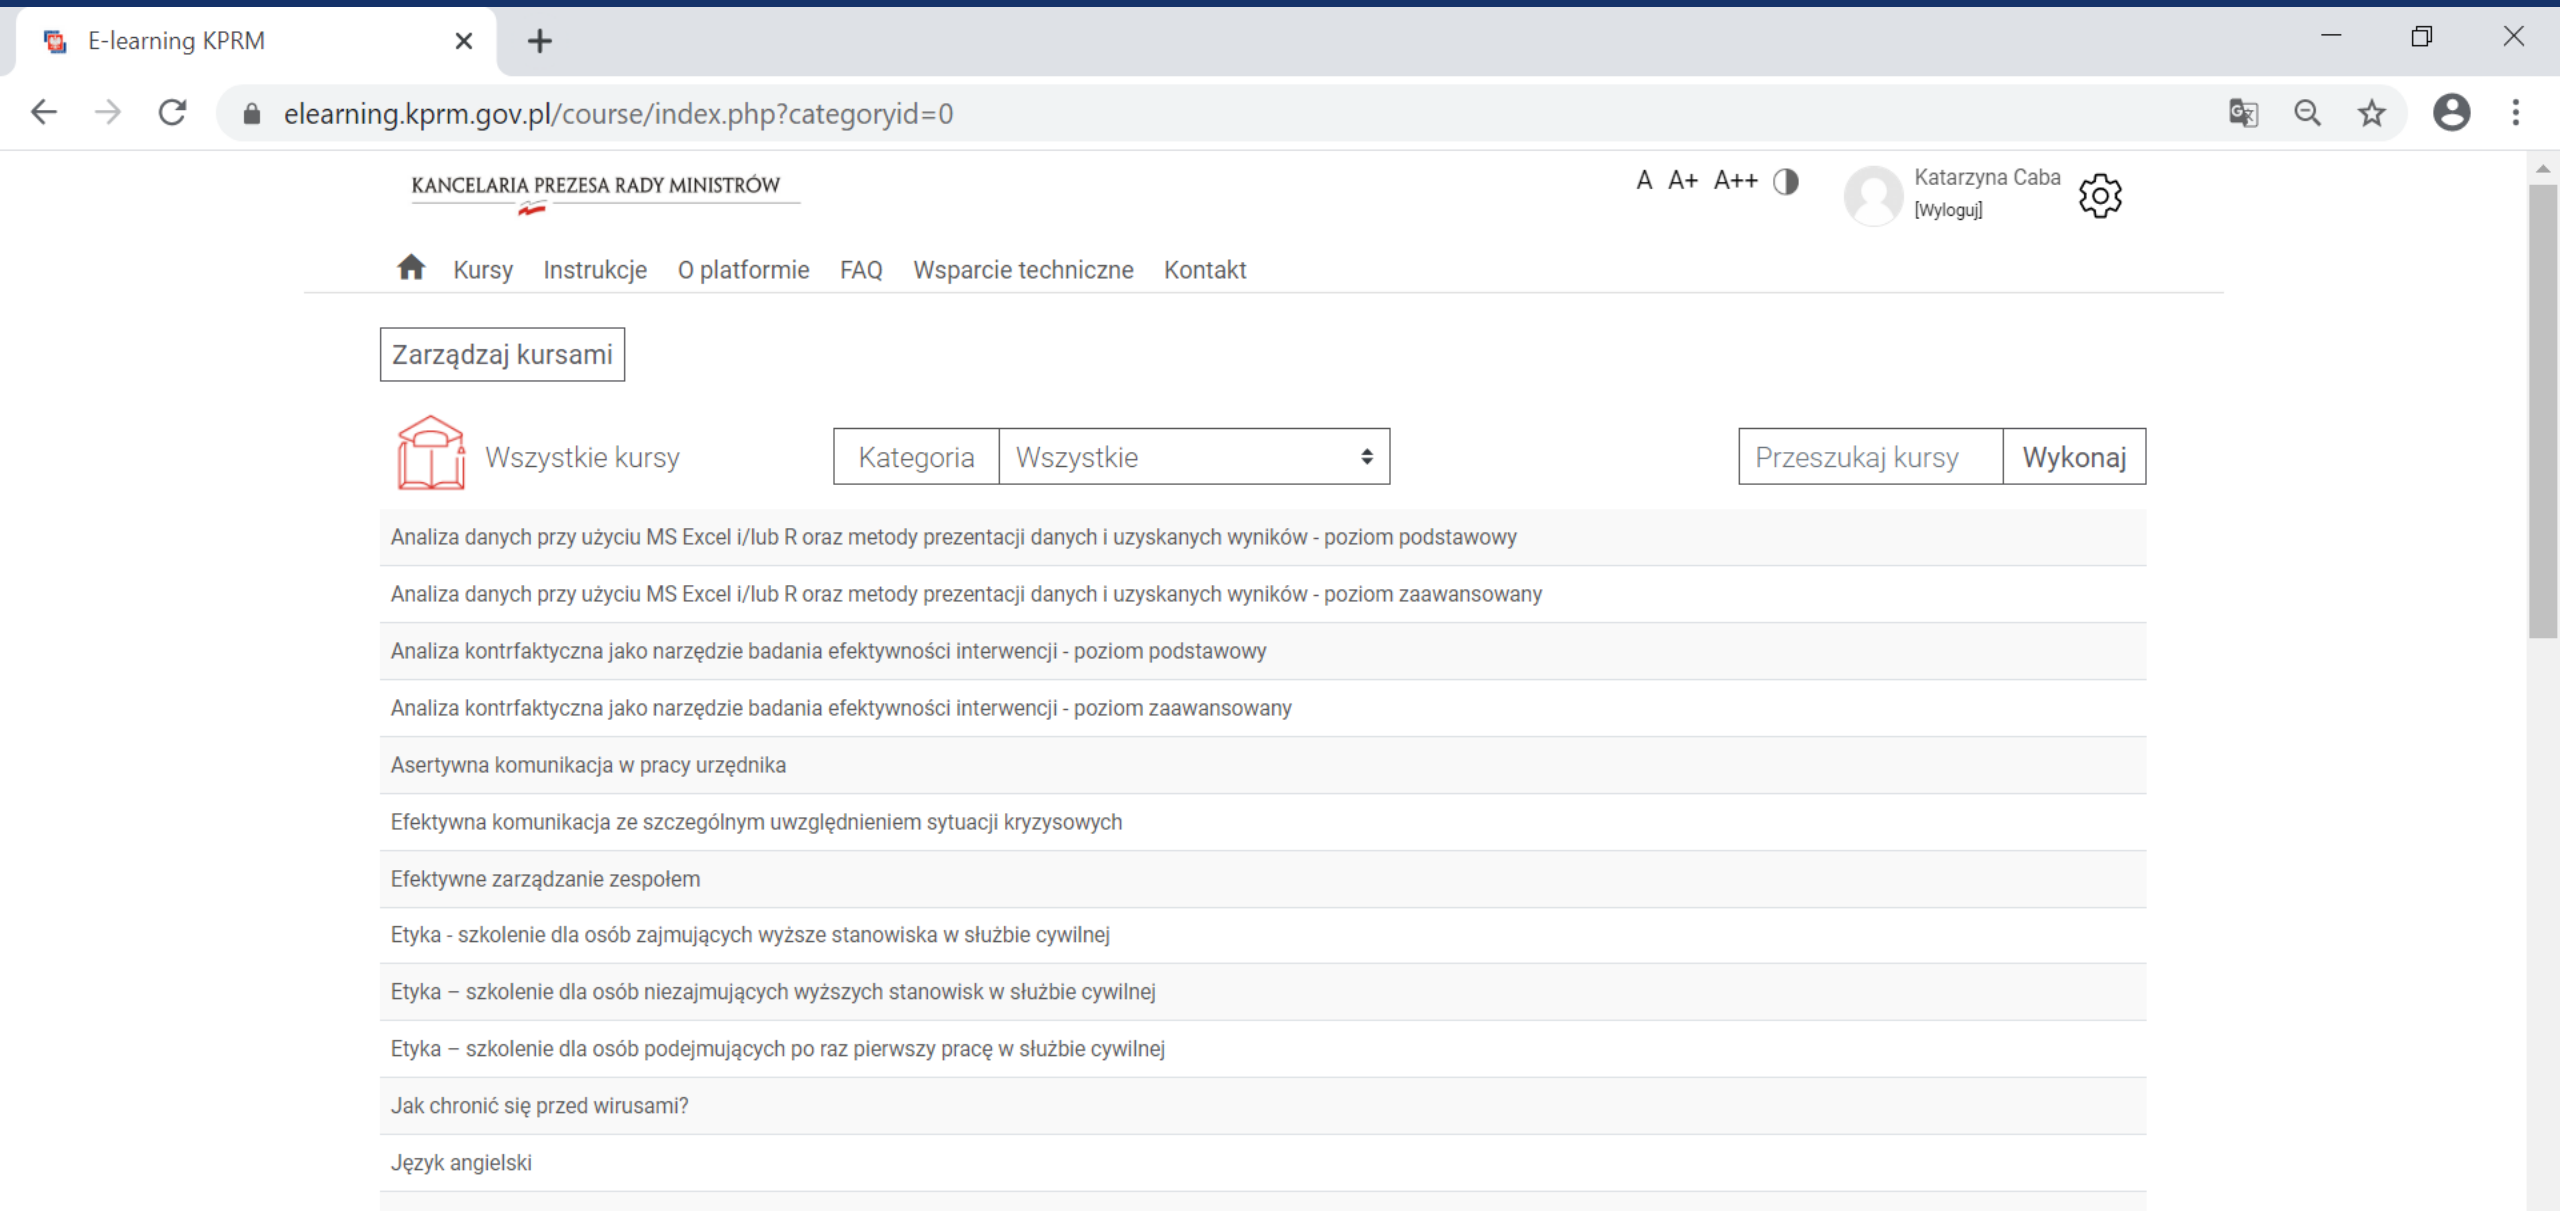 E-learning KPRM
elearning.kprm.gov.pl/course/index.php?categoryid=0
KANCELARIA PREZESA RADY MINISTRÓW
A A+ A++
Katarzyna Caba
[Wyloguj]
Kursy Instrukcje O platformie FAQ Wsparcie techniczne Kontakt
Zarządzaj kursami
Wszystkie kursy Kategoria Wszystkie Przeszukaj kursy Wykonaj
Analiza danych przy użyciu MS Excel i/lub R oraz metody prezentacji danych i uzyskanych wyników - poziom podstawowy
Analiza danych przy użyciu MS Excel i/lub R oraz metody prezentacji danych i uzyskanych wyników - poziom zaawansowany
Analiza kontrfaktyczna jako narzędzie badania efektywności interwencji - poziom podstawowy
Analiza kontrfaktyczna jako narzędzie badania efektywności interwencji - poziom zaawansowany
Asertywna komunikacja w pracy urzędnika
Efektywna komunikacja ze szczególnym uwzględnieniem sytuacji kryzysowych
Efektywne zarządzanie zespołem
Etyka - szkolenie dla osób zajmujących wyższe stanowiska w służbie cywilnej
Etyka – szkolenie dla osób niezajmujących wyższych stanowisk w służbie cywilnej
Etyka – szkolenie dla osób podejmujących po raz pierwszy pracę w służbie cywilnej
Jak chronić się przed wirusami?
Język angielski